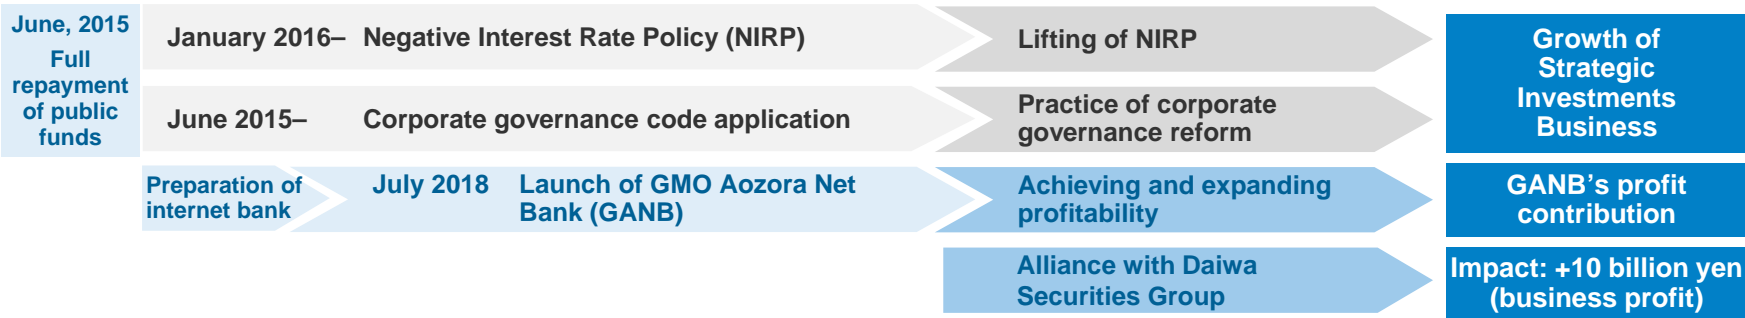 June, 2015
Full
repayment
of public
funds
January 2016– Negative Interest Rate Policy (NIRP)
Lifting of NIRP
June 2015– Corporate governance code application
Practice of corporate
governance reform
Growth of
Strategic
Investments
Business
Preparation of
internet bank
July 2018 Launch of GMO Aozora Net
Bank (GANB)
Achieving and expanding
profitability
GANB’s profit
contribution
Alliance with Daiwa
Securities Group
Impact: +10 billion yen
(business profit)